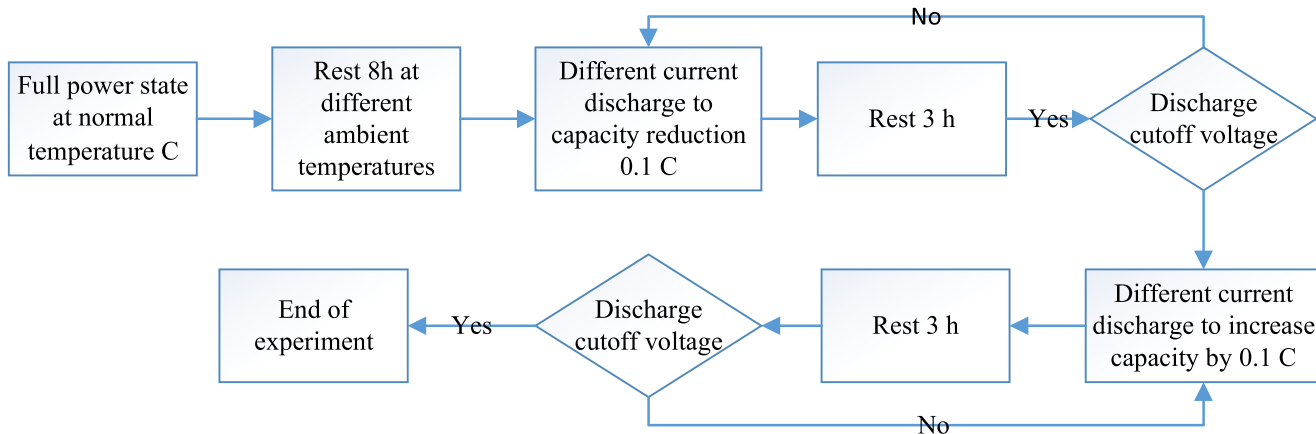 No
Full power state
at normal
temperature C
Rest 8h at
different
ambient
temperatures
Different current
discharge to
capacity reduction
0.1 C
Rest 3 h
Yes
Discharge
cutoff voltage
End of
experiment
Yes
Discharge
cutoff voltage
Rest 3 h
Different current
discharge to increase
capacity by 0.1 C
No